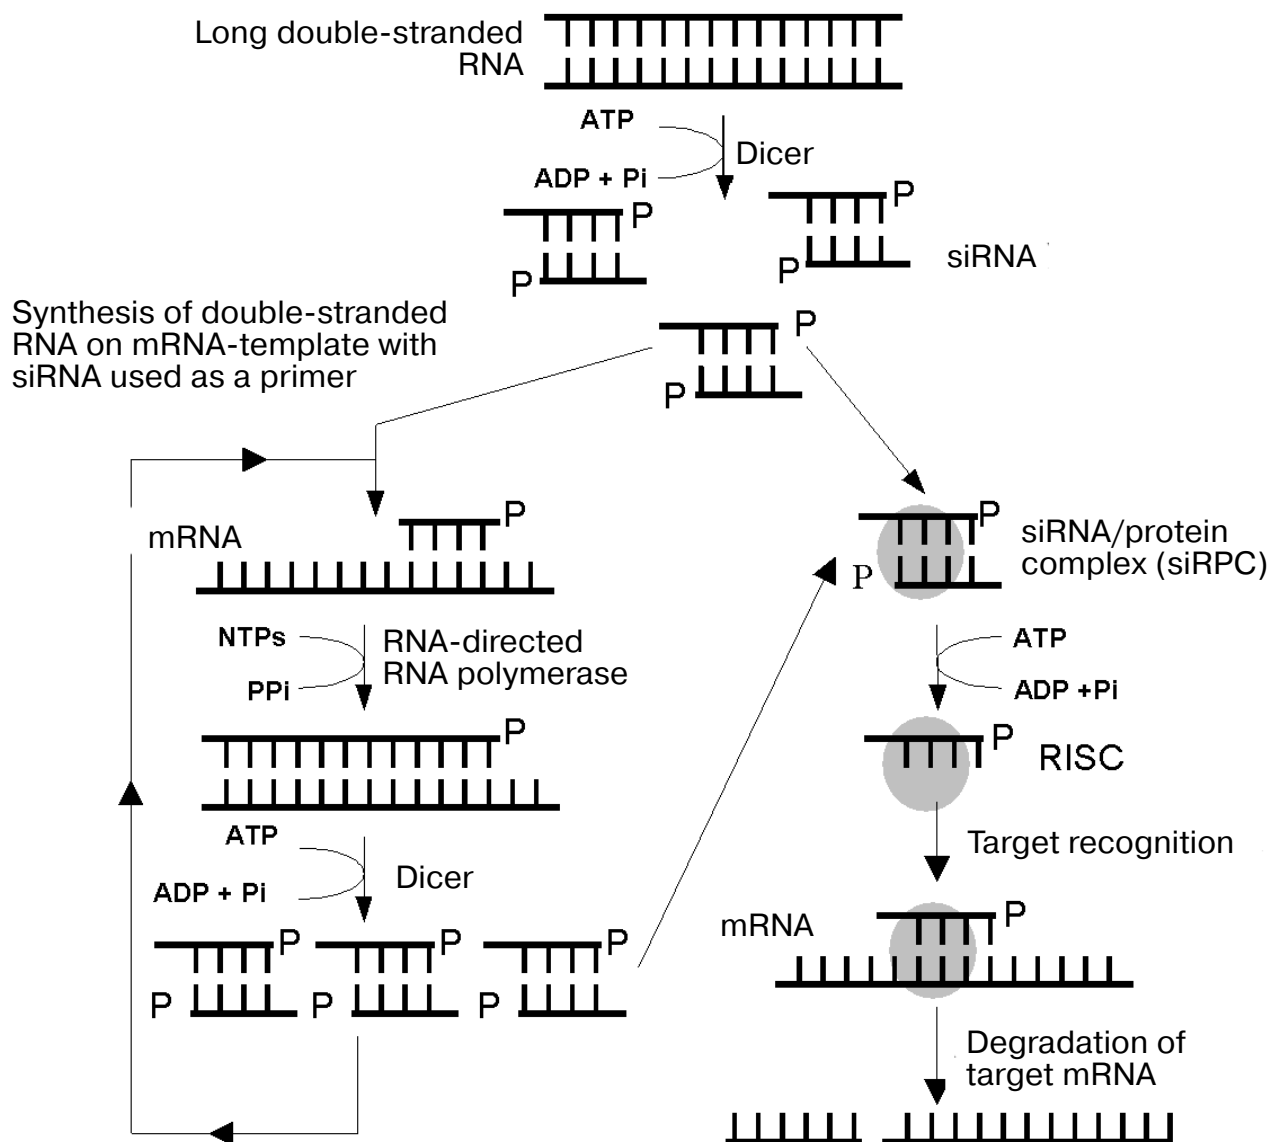 Long double-stranded
RNA
ATP
Dicer
ADP + Pi
P
P
P
P
siRNA
Synthesis of double-stranded
RNA on mRNA-template with
siRNA used as a primer
P
P
mRNA
P
NTPs
RNA-directed
RNA polymerase
PPi
P
ATP
Dicer
ADP + Pi
P
P
P
P
P
P
P
P
siRNA/protein
complex (siRPC)
ATP
ADP +Pi
P
RISC
Target recognition
mRNA
P
Degradation of
target mRNA